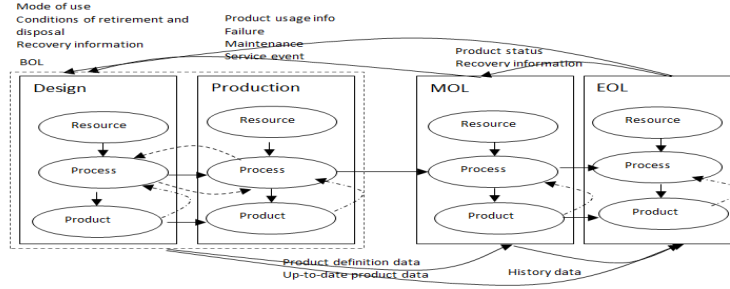 Mode of use
Conditions of retirement and
disposal
Recovery information
Product usage info
Failure
Maintenance
Service event
Product status
Recovery information
BOL
Design
Production
MOL
EOL
Resource
Resource
Resource
Resource
Process
Process
Process
Process
Product
Product
Product
Product
Product definition data
Up-to-date product data
History data